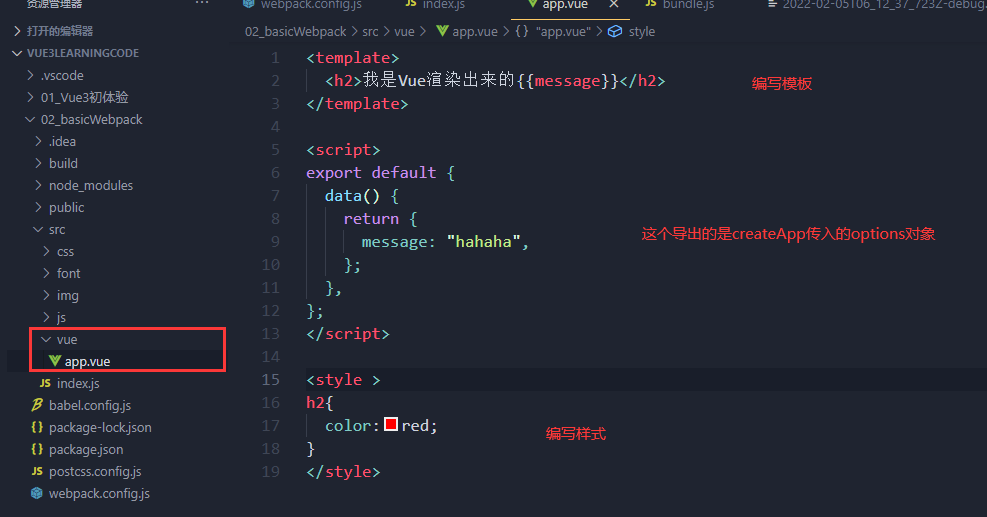 资源管理器 ···
webpack.config.js JS index.js app.vue × JS bundle.js 2022-02-05T06_12_37_723Z-debug.
打开的编辑器
VUE3LEARNINGCODE
.vscode
01_Vue3初体验
02_basicWebpack
.idea
build
node_modules
public
src
css
font
img
js
vue
app.vue
JS index.js
babel.config.js
{} package-lock.json
{} package.json
JS postcss.config.js
webpack.config.js
02_basicWebpack > src > vue > app.vue > {} "app.vue" > style
1 <template>
2 <h2>我是Vue渲染出来的{{message}}</h2> 编写模板
3 </template>
4
5 <script>
6 export default {
7 data() {
8 return {
9 message: "hahaha", 这个导出的是createApp传入的options对象
10 };
11 },
12 };
13 </script>
14
15 <style >
16 h2{
17 color: red; 编写样式
18 }
19 </style>